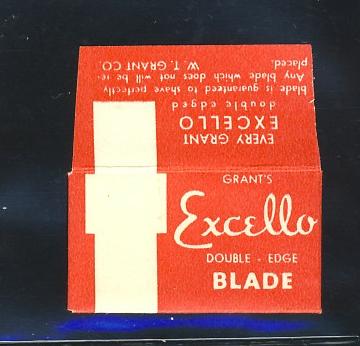 EVERY GRANT
EXCELLO
double edged
blade is guaranteed to shave perfectly
Any blade which does not will be re-
placed.
W. T. GRANT CO.
GRANT'S
Excello
DOUBLE - EDGE
BLADE